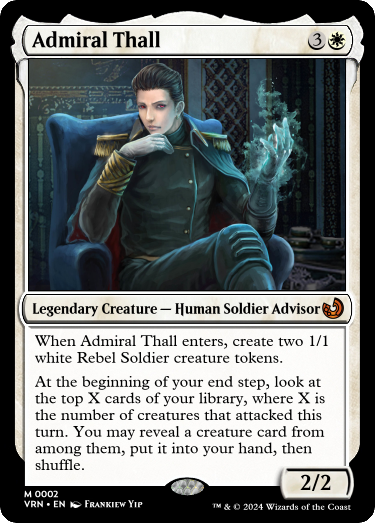 Admiral Thall 3
Legendary Creature — Human Soldier Advisor
When Admiral Thall enters, create two 1/1
white Rebel Soldier creature tokens.
At the beginning of your end step, look at
the top X cards of your library, where X is
the number of creatures that attacked this
turn. You may reveal a creature card from
among them, put it into your hand, then
shuffle.
2/2
M 0002
VRN • EN Frankiew Yip
™ & © 2024 Wizards of the Coast